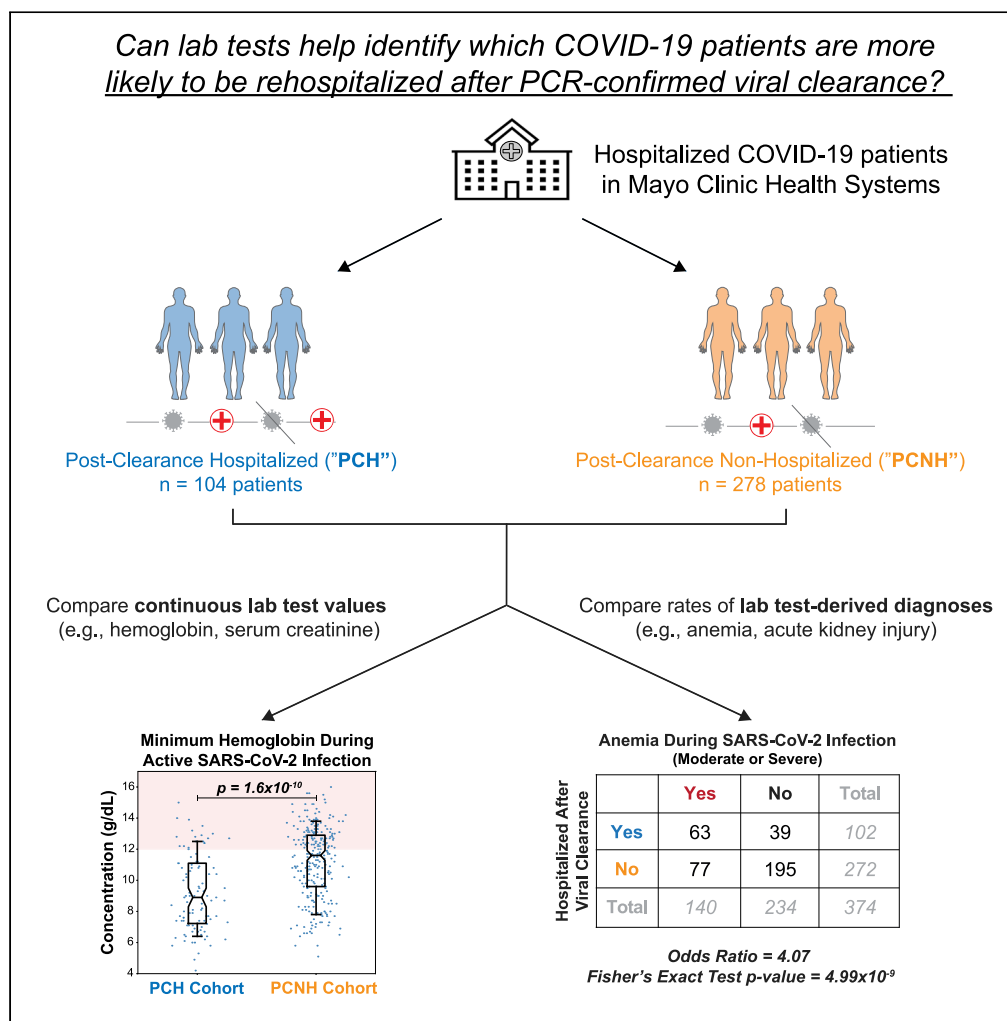 Can lab tests help identify which COVID-19 patients are more
likely to be rehospitalized after PCR-confirmed viral clearance?
Hospitalized COVID-19 patients
in Mayo Clinic Health Systems
Post-Clearance Hospitalized ("PCH")
n = 104 patients
Post-Clearance Non-Hospitalized ("PCNH")
n = 278 patients
Compare continuous lab test values
(e.g., hemoglobin, serum creatinine)
Compare rates of lab test-derived diagnoses
(e.g., anemia, acute kidney injury)
Minimum Hemoglobin During
Active SARS-CoV-2 Infection
p = 1.6x10⁻¹⁰
Concentration (g/dL)
16
14
12
10
8
6
4
PCH Cohort PCNH Cohort
Anemia During SARS-CoV-2 Infection
(Moderate or Severe)
Hospitalized After
Viral Clearance
Yes No Total
Yes 63 39 102
No 77 195 272
Total 140 234 374
Odds Ratio = 4.07
Fisher's Exact Test p-value = 4.99x10⁻⁹